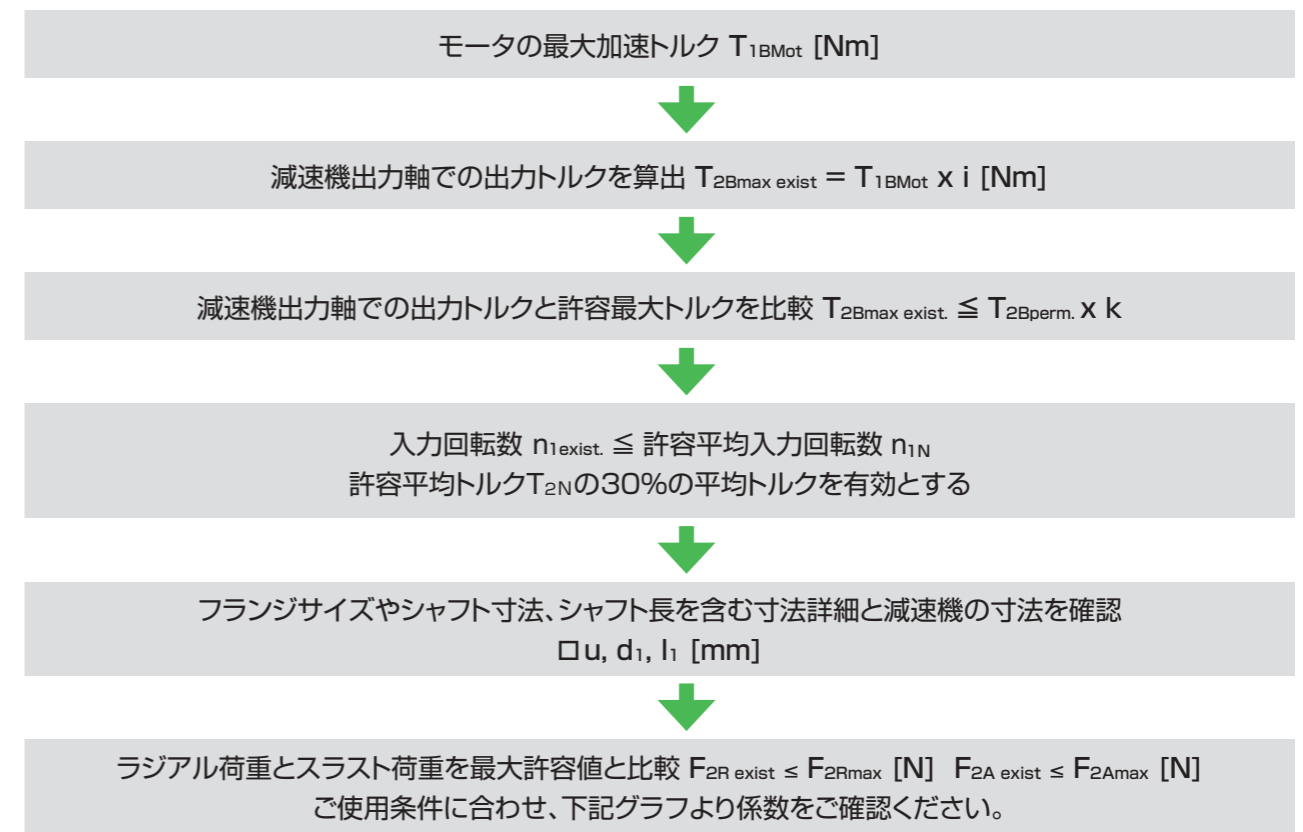 モータの最大加速トルク T1BMot [Nm]
減速機出力軸での出力トルクを算出 T2Bmax exist = T1BMot x i [Nm]
減速機出力軸での出力トルクと許容最大トルクを比較 T2Bmax exist. ≦ T2Bperm. x k
入力回転数 n1exist. ≦ 許容平均入力回転数 n1N
許容平均トルクT2Nの30%の平均トルクを有効とする
フランジサイズやシャフト寸法、シャフト長を含む寸法詳細と減速機の寸法を確認
□u, d1, l1 [mm]
ラジアル荷重とスラスト荷重を最大許容値と比較 F2R exist ≤ F2Rmax [N] F2A exist ≤ F2Amax [N]
ご使用条件に合わせ、下記グラフより係数をご確認ください。